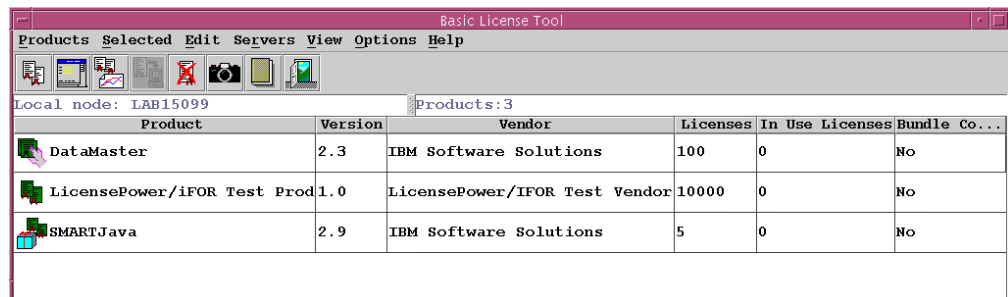 Basic License Tool
Products Selected Edit Servers View Options Help
Local node: LAB15099 Products:3
Product Version Vendor Licenses In Use Licenses Bundle Co...
DataMaster 2.3 IBM Software Solutions 100 0 No
LicensePower/iFOR Test Prod 1.0 LicensePower/IFOR Test Vendor 10000 0 No
SMARTJava 2.9 IBM Software Solutions 5 0 No